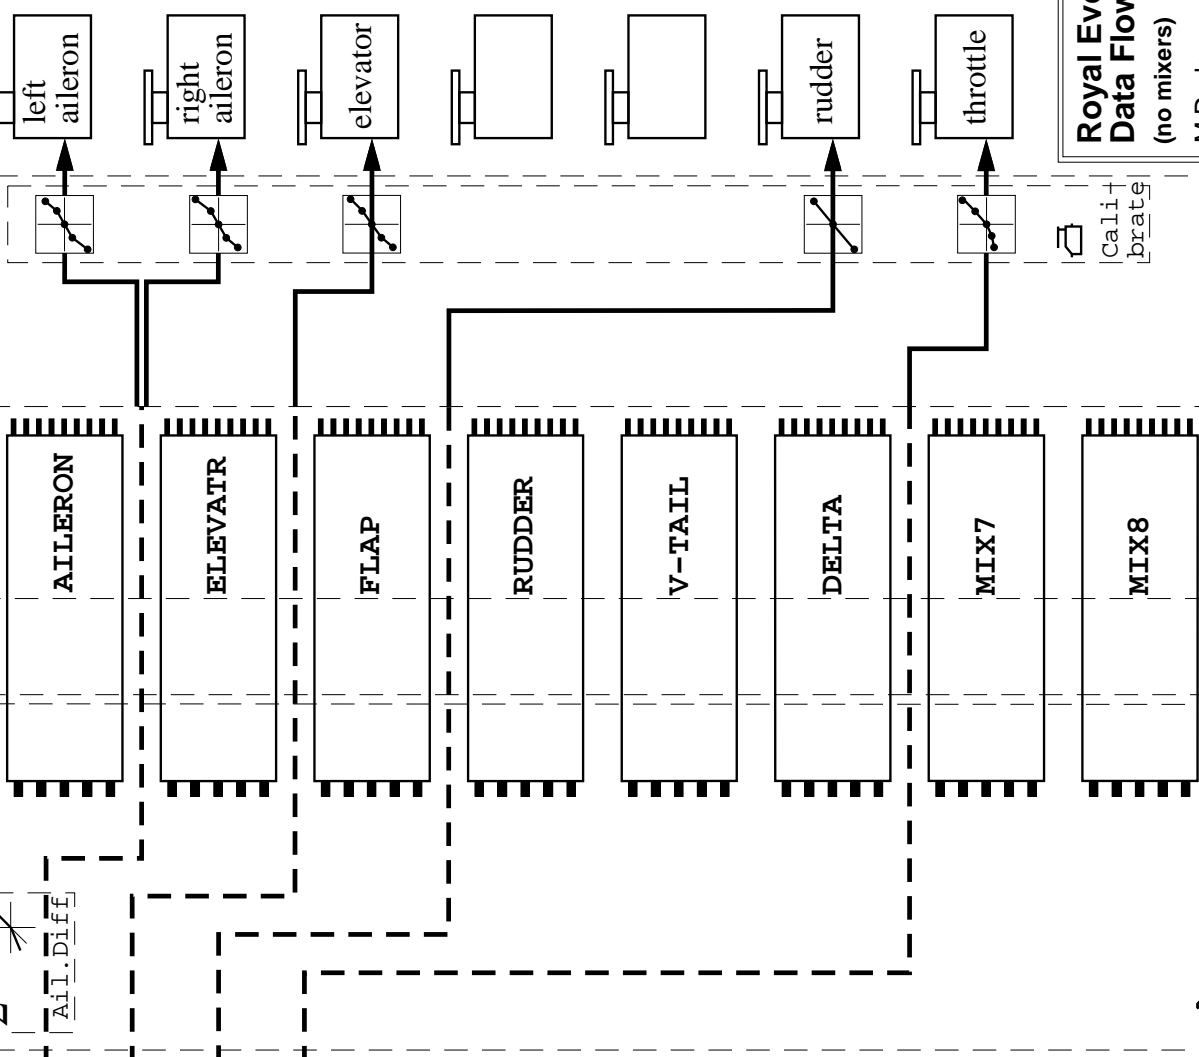 left
aileron
right
aileron
elevator
rudder
throttle
Royal Evo
Data Flow
(no mixers)
Cali-
brate
AILERON
ELEVATR
FLAP
RUDDER
V-TAIL
DELTA
MIX7
MIX8
Ail.Diff